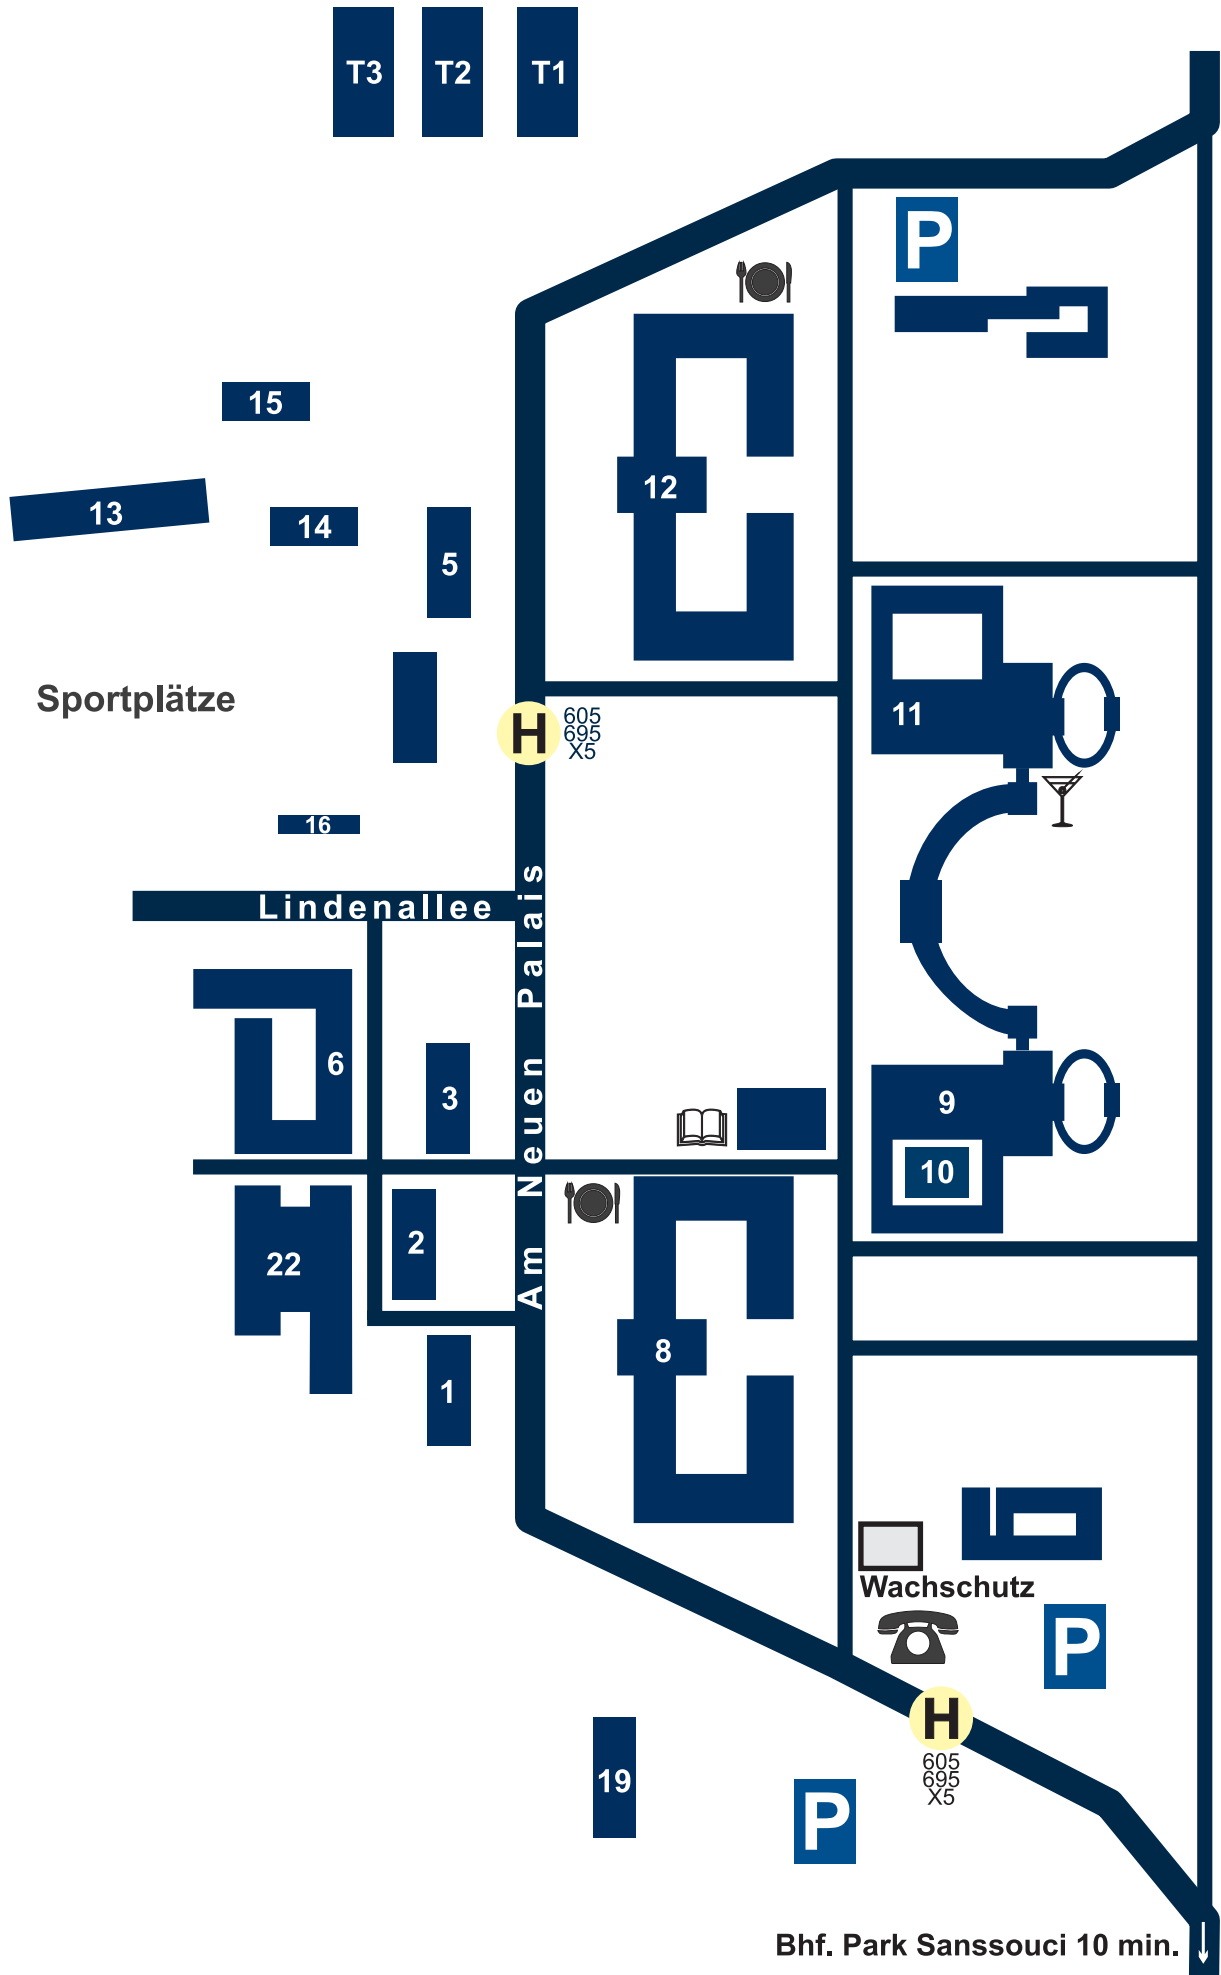 T3
T2
T1
P
15
13
14
5
12
Sportplätze
H
605
695
X5
11
16
Lindenallee
Am Neuen Palais
6
3
9
10
2
22
8
1
Wachschutz
P
H
605
695
X5
19
P
Bhf. Park Sanssouci 10 min.